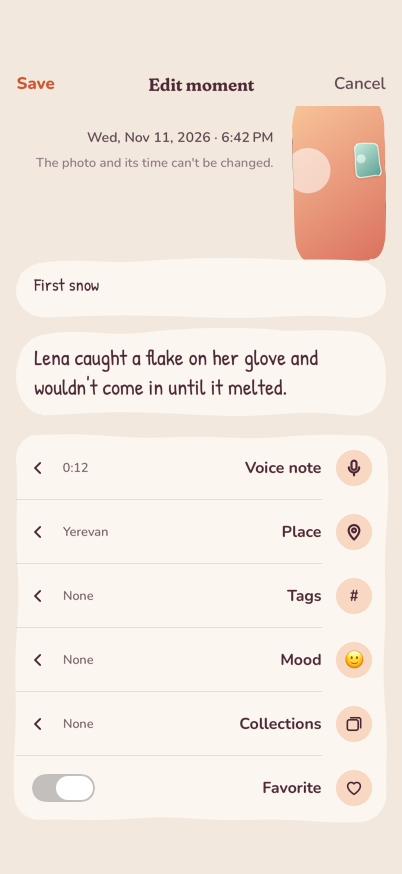 Save
Edit moment
Cancel
Wed, Nov 11, 2026 · 6:42 PM
The photo and its time can't be changed.
First snow
Lena caught a flake on her glove and
wouldn't come in until it melted.
Voice note
0:12
Place
Yerevan
Tags
None
#
Mood
None
Collections
None
Favorite